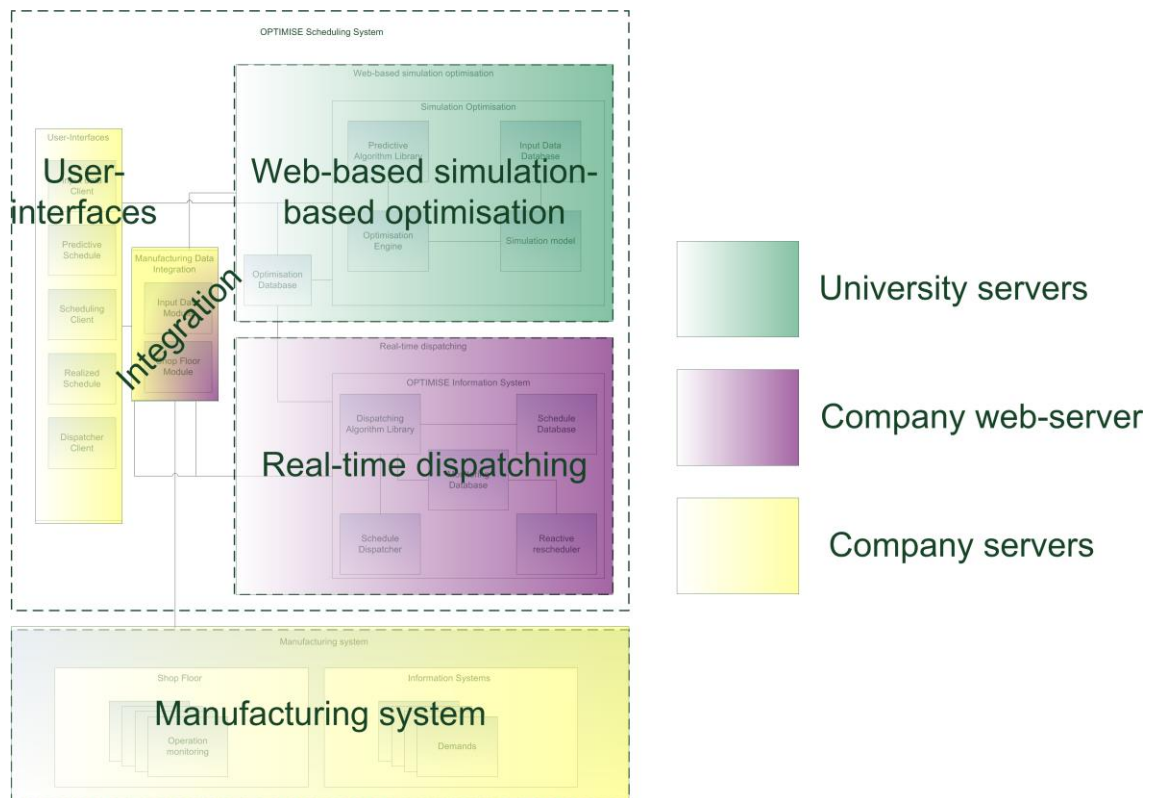 OPTIMISE Scheduling System
Web-based simulation optimisation
Simulation Optimisation
User-Interfaces
Predictive
Algorithm Library
Input Data
Database
User-
interfaces
Client
Web-based simulation-
based optimisation
Predictive
Schedule
Optimisation
Engine
Simulation model
Manufacturing Data
Integration
Optimisation
Database
Input Data
Module
Integration
Scheduling
Client
Shop Floor
Module
Realized
Schedule
Dispatcher
Client
Real-time dispatching
OPTIMISE Information System
Dispatching
Algorithm Library
Schedule
Database
Real-time dispatching
Database
Schedule
Dispatcher
Reactive
rescheduler
Manufacturing system
Shop Floor
Information Systems
Manufacturing system
Operation
monitoring
Demands
University servers
Company web-server
Company servers